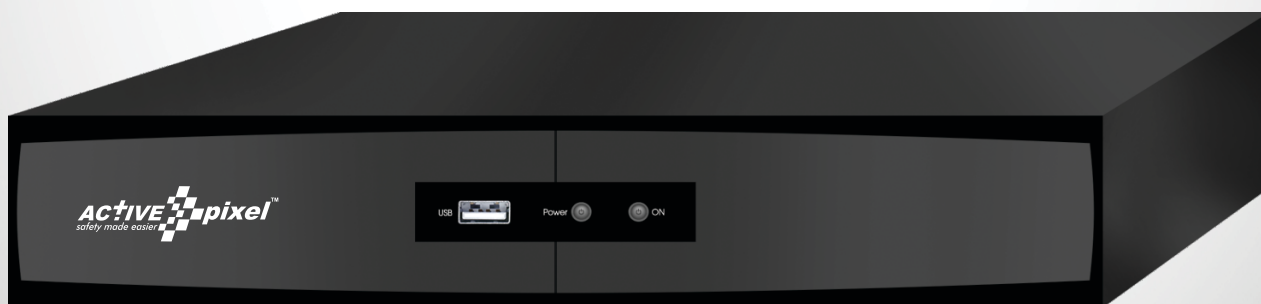 ACTIVE pixel™
safety made easier
USB
Power
ON